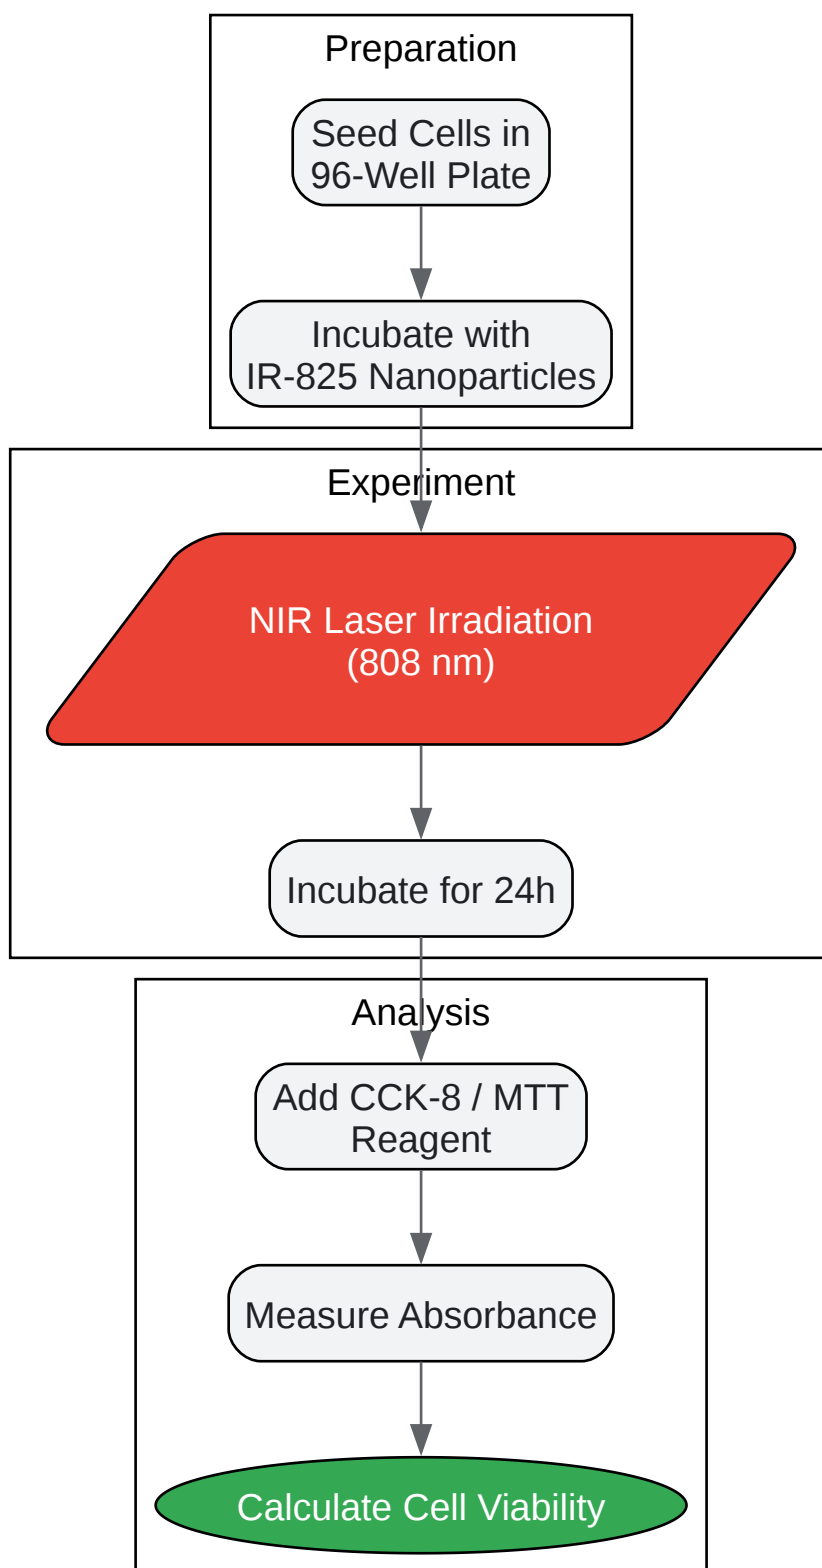 Preparation
Seed Cells in
96-Well Plate
Incubate with
IR-825 Nanoparticles
Experiment
NIR Laser Irradiation
(808 nm)
Incubate for 24h
Analysis
Add CCK-8 / MTT
Reagent
Measure Absorbance
Calculate Cell Viability